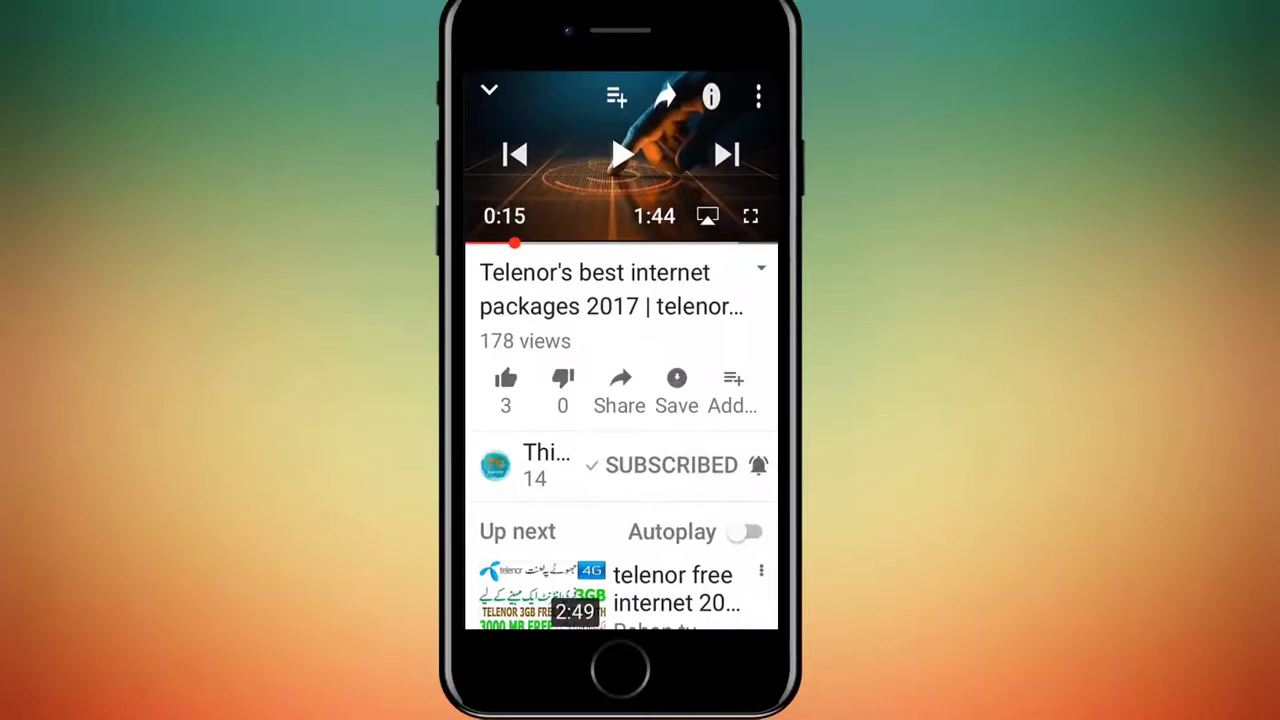 0:15
1:44
Telenor's best internet
packages 2017 | telenor...
178 views
3
0
Share
Save
Add...
Thi...
14
SUBSCRIBED
Up next
Autoplay
telenor
4G
3GB
TELENOR 3GB FRE
3000 MB FREE
2:49
telenor free
internet 20...